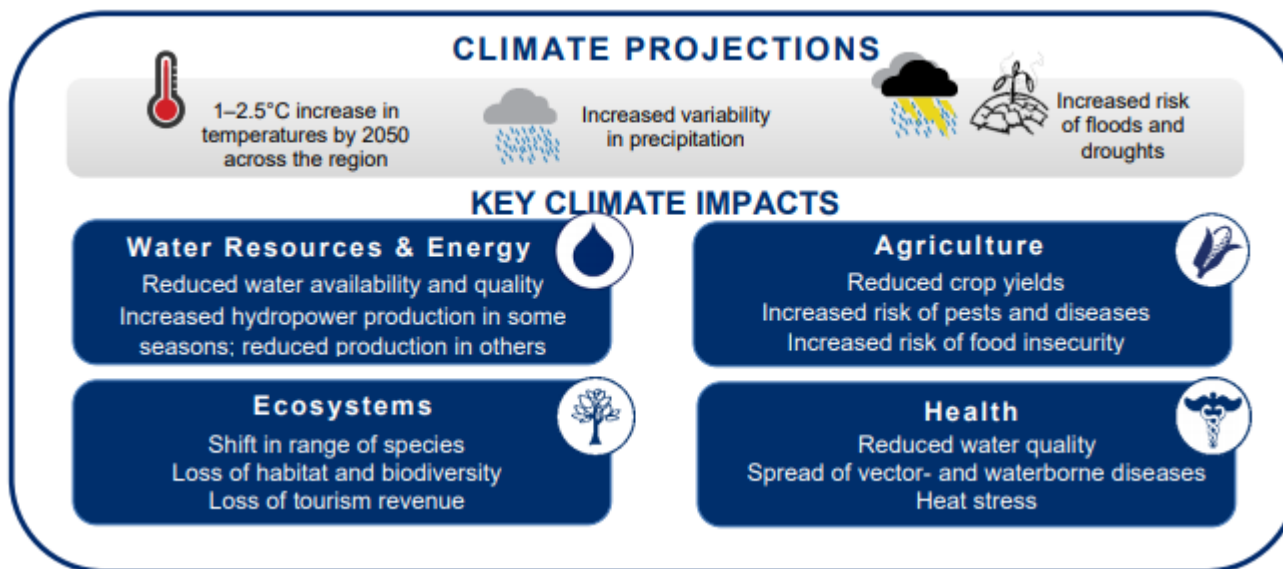 CLIMATE PROJECTIONS
1–2.5°C increase in
temperatures by 2050
across the region
Increased variability
in precipitation
Increased risk
of floods and
droughts
KEY CLIMATE IMPACTS
Water Resources & Energy
Reduced water availability and quality
Increased hydropower production in some
seasons; reduced production in others
Agriculture
Reduced crop yields
Increased risk of pests and diseases
Increased risk of food insecurity
Ecosystems
Shift in range of species
Loss of habitat and biodiversity
Loss of tourism revenue
Health
Reduced water quality
Spread of vector- and waterborne diseases
Heat stress